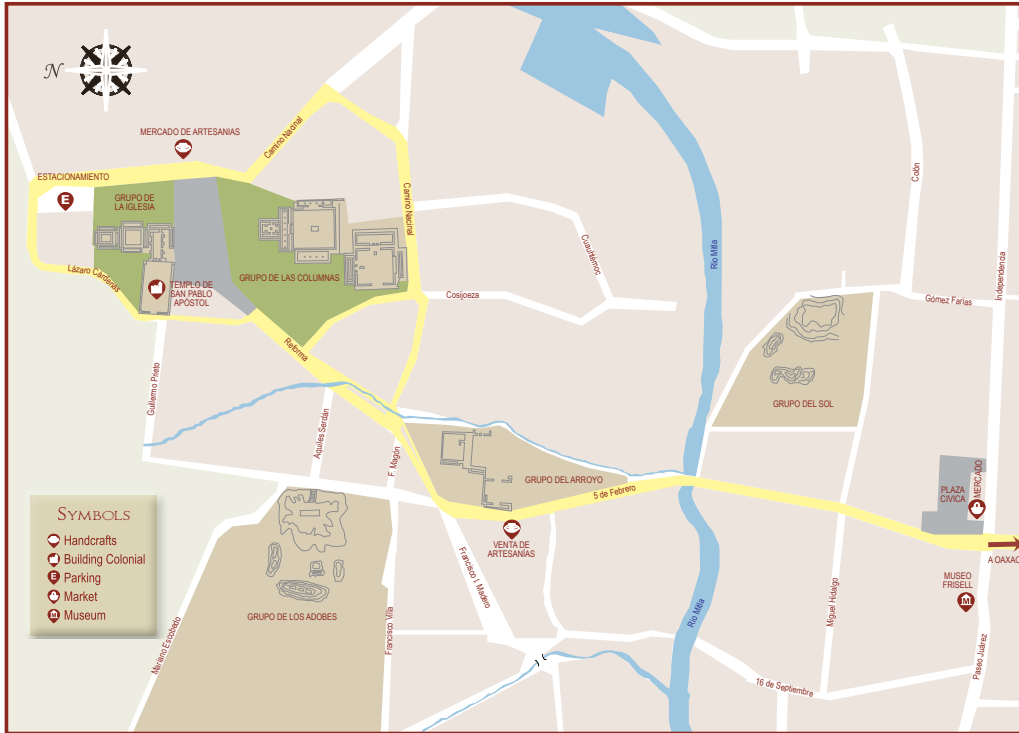 N
MERCADO DE ARTESANIAS
Camino Nacinal
ESTACIONAMIENTO
E
GRUPO DE
LA IGLESIA
Camino Nacinal
Colón
Cuauhtémoc
Río Mitla
Lázaro Cárdenas
GRUPO DE LAS COLUMNAS
TEMPLO DE
SAN PABLO
APÓSTOL
Cosijoeza
Independencia
Gómez Farías
Reforma
Guillermo Prieto
GRUPO DEL SOL
Aquiles Serdán
F. Magón
GRUPO DEL ARROYO
5 de Febrero
PLAZA
CIVICA
MERCADO
SYMBOLS
Handcrafts
Building Colonial
E Parking
Market
M Museum
VENTA DE
ARTESANÍAS
A OAXAC
MUSEO
FRISELL
M
Francisco I. Madero
Miguel Hidalgo
GRUPO DE LOS ADOBES
Río Mitla
Mariano Escobedo
Francisco Villa
Paseo Juárez
16 de Septiembre